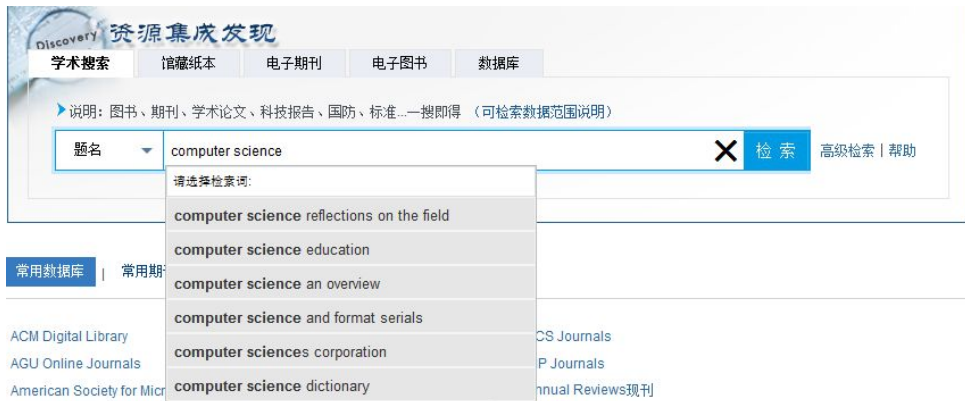 Discovery 资源集成发现
学术搜索 馆藏纸本 电子期刊 电子图书 数据库
说明：图书、期刊、学术论文、科技报告、国防、标准...一搜即得 （可检索数据范围说明）
题名 computer science 检 索 高级检索 | 帮助
请选择检索词:
computer science reflections on the field
computer science education
computer science an overview
computer science and format serials
computer sciences corporation
computer science dictionary
常用数据库 | 常用期
ACM Digital Library CS Journals
AGU Online Journals P Journals
American Society for Micr nnual Reviews现刊